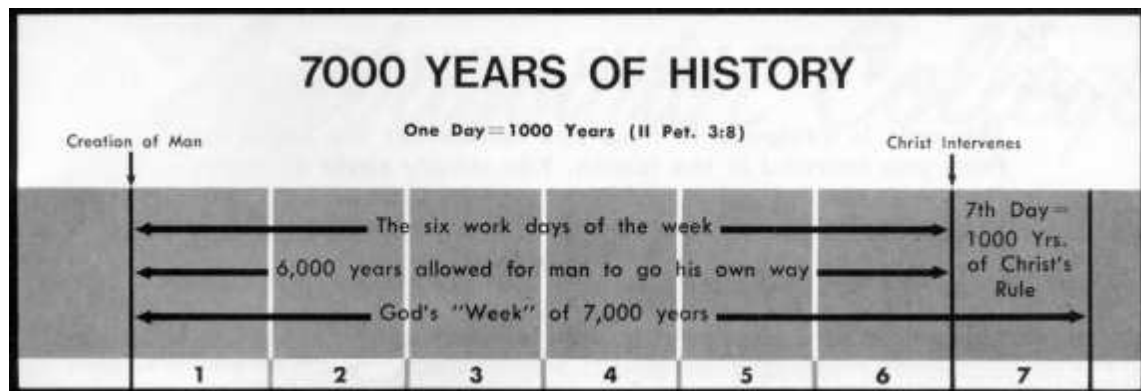 7000 YEARS OF HISTORY
One Day=1000 Years (II Pet. 3:8)
Creation of Man
Christ Intervenes
The six work days of the week
6,000 years allowed for man to go his own way
God's "Week" of 7,000 years
7th Day=
1000 Yrs.
of Christ's
Rule
1 2 3 4 5 6 7